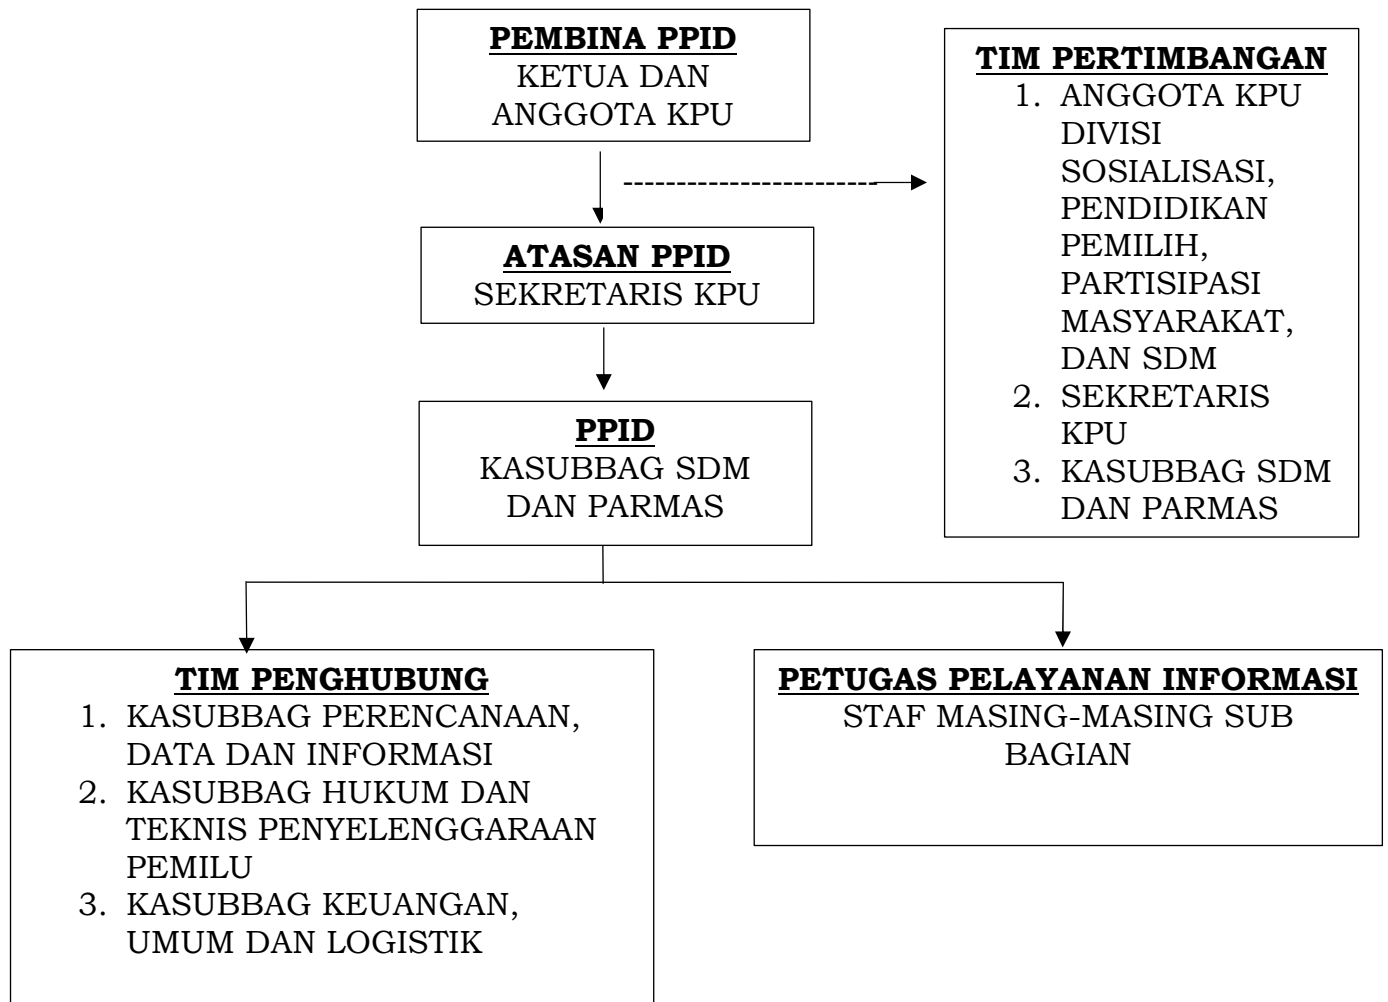 PEMBINA PPID
KETUA DAN
ANGGOTA KPU
TIM PERTIMBANGAN
1. ANGGOTA KPU
DIVISI
SOSIALISASI,
PENDIDIKAN
PEMILIH,
PARTISIPASI
MASYARAKAT,
DAN SDM
2. SEKRETARIS
KPU
3. KASUBBAG SDM
DAN PARMAS
ATASAN PPID
SEKRETARIS KPU
PPID
KASUBBAG SDM
DAN PARMAS
TIM PENGHUBUNG
1. KASUBBAG PERENCANAAN,
DATA DAN INFORMASI
2. KASUBBAG HUKUM DAN
TEKNIS PENYELENGGARAAN
PEMILU
3. KASUBBAG KEUANGAN,
UMUM DAN LOGISTIK
PETUGAS PELAYANAN INFORMASI
STAF MASING-MASING SUB
BAGIAN